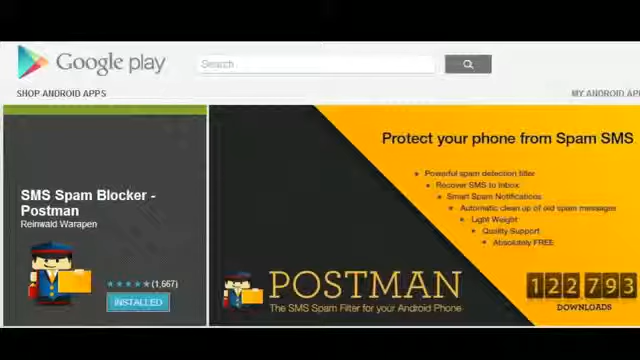 Google play
Search
SHOP ANDROID APPS
MY ANDROID AP
SMS Spam Blocker -
Postman
Reinwald Warapen
(1,667)
INSTALLED
Protect your phone from Spam SMS
Powerful spam detection filter
Recover SMS to Inbox
Smart Spam Notifications
Automatic clean up of old spam messages
Light Weight
Quality Support
Absolutely FREE
POSTMAN
The SMS Spam Filter for your Android Phone
122 793
DOWNLOADS